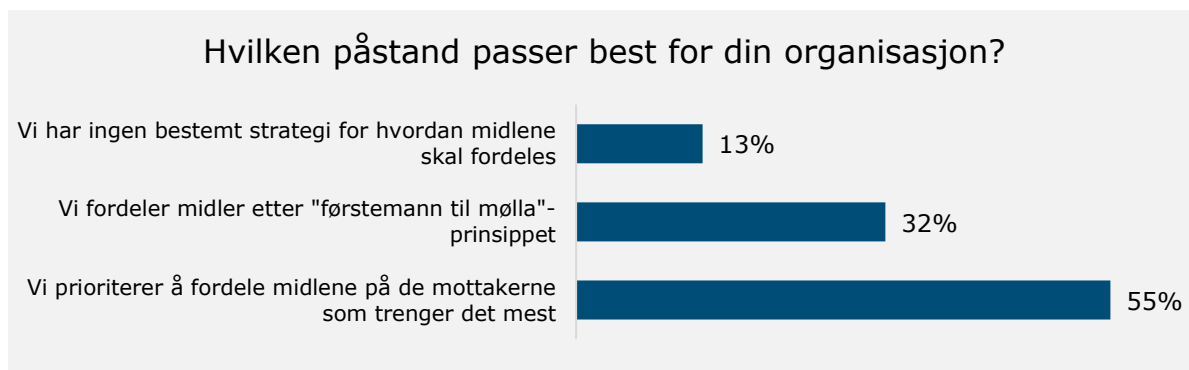 Hvilken påstand passer best for din organisasjon?
Vi har ingen bestemt strategi for hvordan midlene
skal fordeles
13%
Vi fordeler midler etter "førstemann til mølla"-
prinsippet
32%
Vi prioriterer å fordele midlene på de mottakerne
som trenger det mest
55%